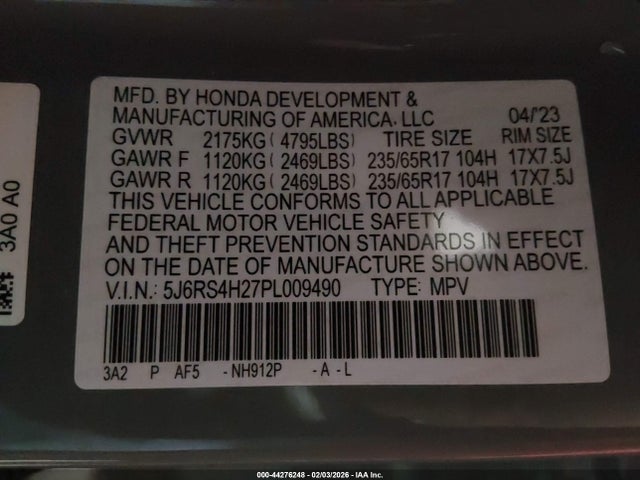 MFD. BY HONDA DEVELOPMENT &
MANUFACTURING OF AMERICA, LLC 04/'23
GVWR 2175KG ( 4795LBS) TIRE SIZE RIM SIZE
GAWR F 1120KG ( 2469LBS) 235/65R17 104H 17X7.5J
GAWR R 1120KG ( 2469LBS) 235/65R17 104H 17X7.5J
THIS VEHICLE CONFORMS TO ALL APPLICABLE
FEDERAL MOTOR VEHICLE SAFETY
AND THEFT PREVENTION STANDARDS IN EFFECT
ON THE DATE OF MANUFACTURE SHOWN ABOVE.
V.I.N.: 5J6RS4H27PL009490 TYPE: MPV
3A2 P AF5 - NH912P - A - L
3A0 A0
000-44276248 - 02/03/2026 - IAA Inc.